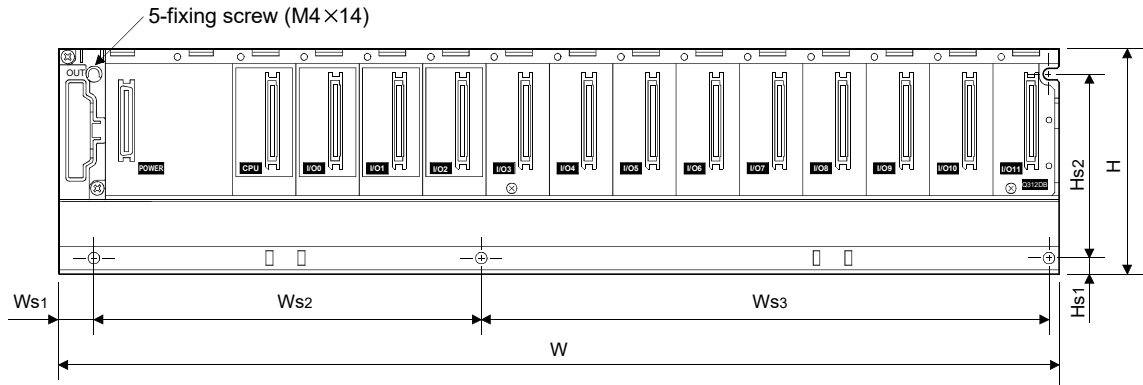 5-fixing screw (M4×14)
OUT
POWER
CPU
I/O0
I/O1
I/O2
I/O3
I/O4
I/O5
I/O6
I/O7
I/O8
I/O9
I/O10
I/O11
Q312DB
Hs2
H
Hs1
Ws1
Ws2
Ws3
W